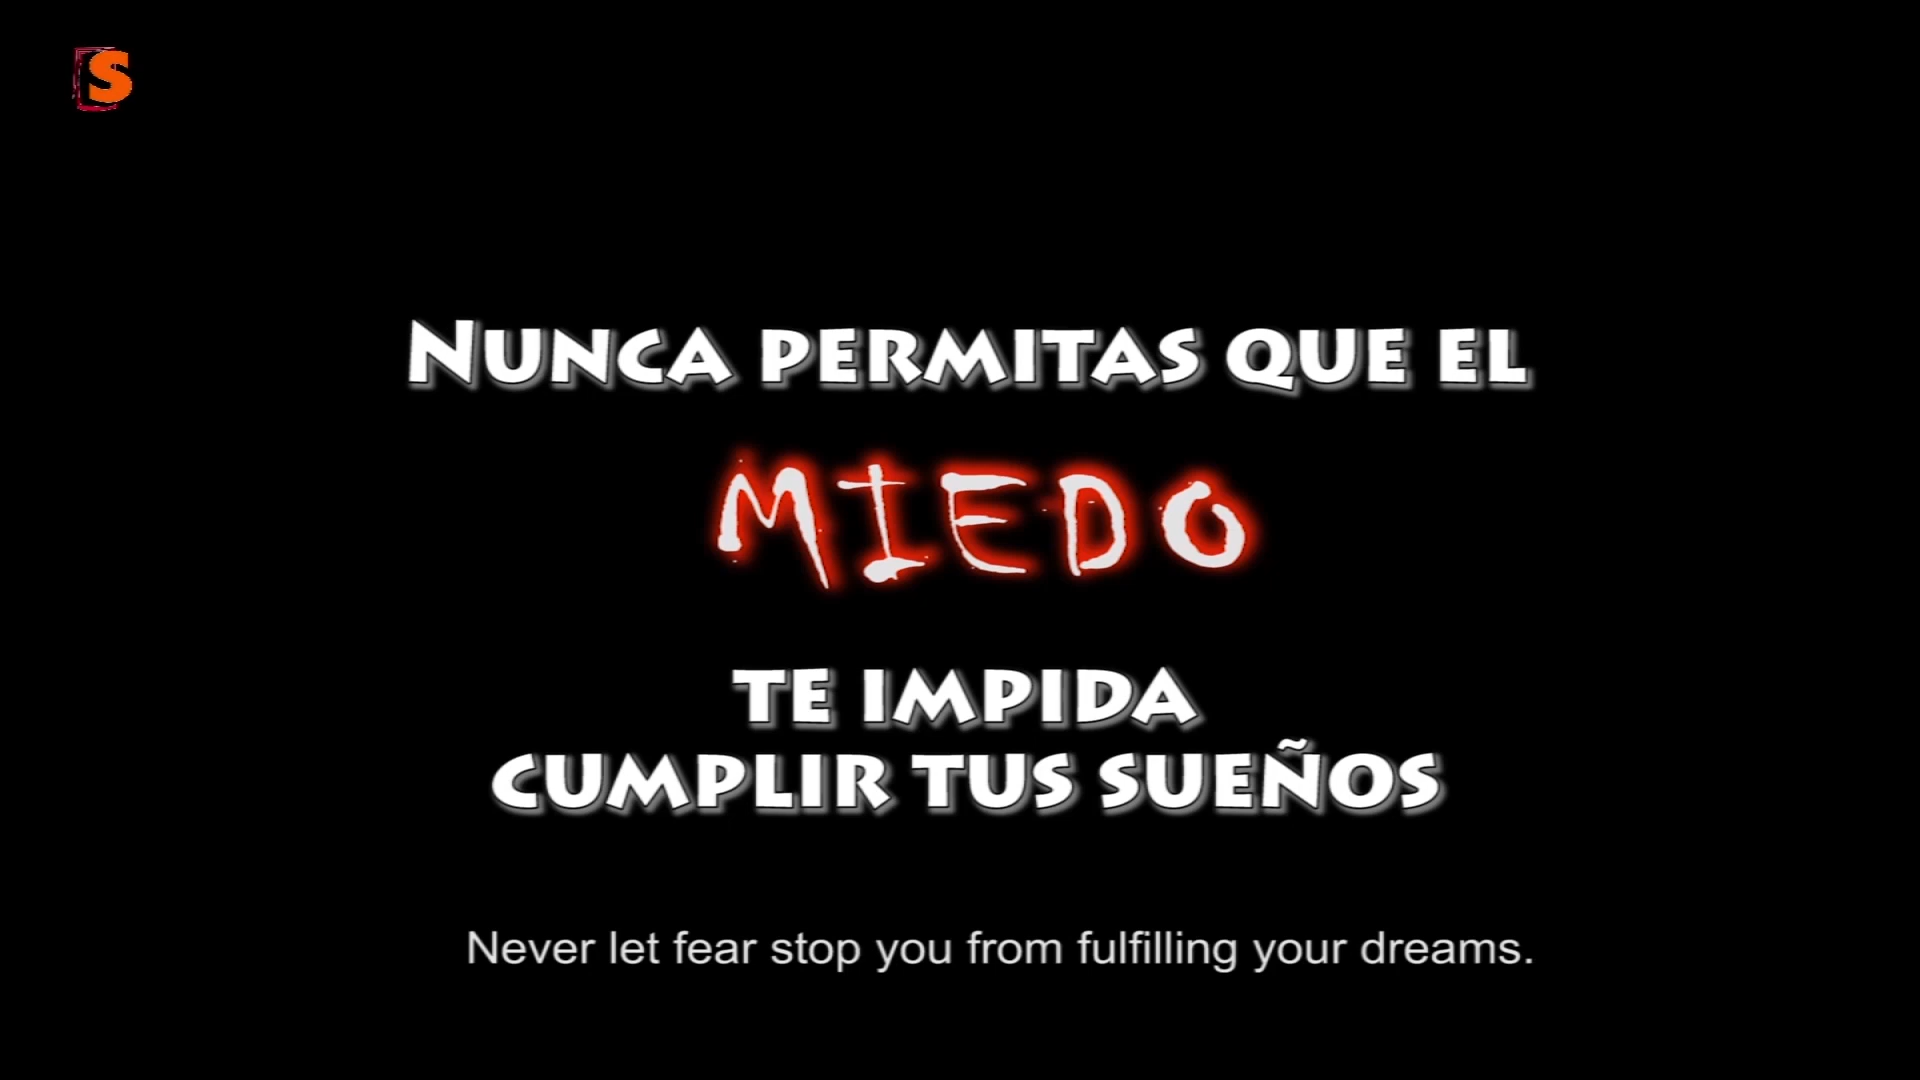 S
Nunca permitas que el
MIEDO
te impida
cumplir tus sueños
Never let fear stop you from fulfilling your dreams.